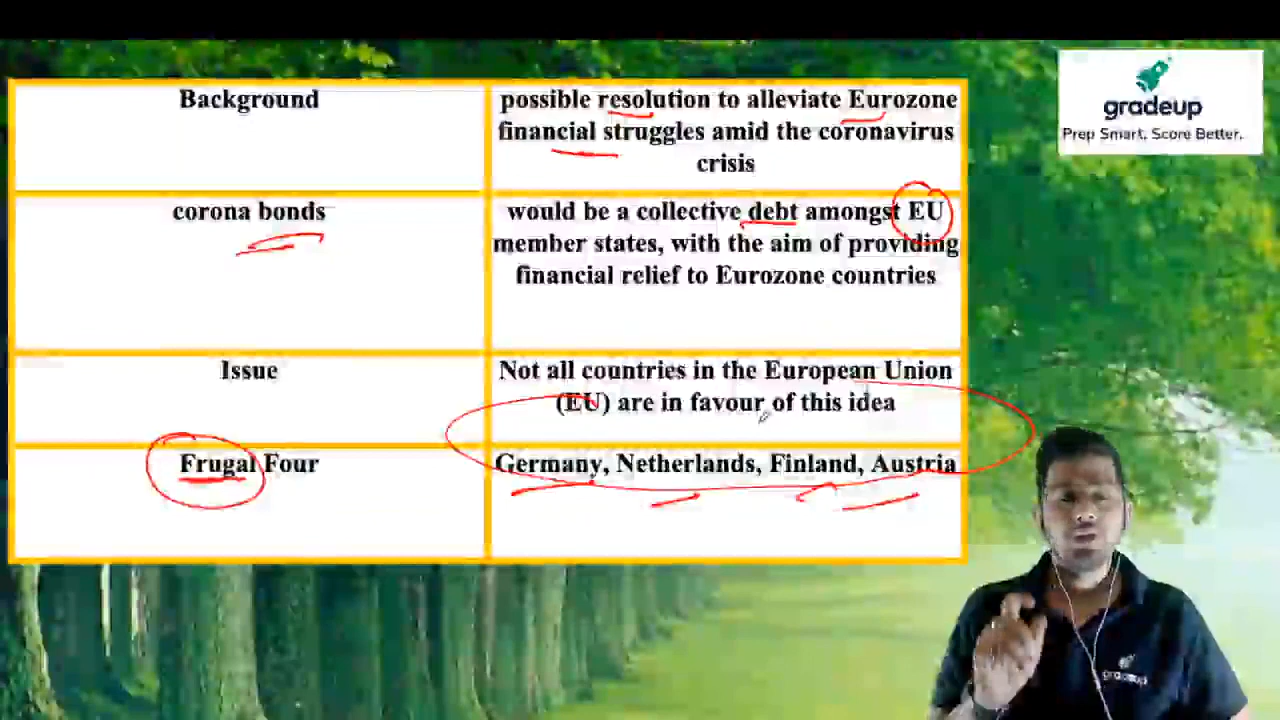 Background
possible resolution to alleviate Eurozone
financial struggles amid the coronavirus
crisis
corona bonds
would be a collective debt amongst EU
member states, with the aim of providing
financial relief to Eurozone countries
Issue
Not all countries in the European Union
(EU) are in favour of this idea
Frugal Four
Germany, Netherlands, Finland, Austria
gradeup
Prep Smart. Score Better.
gradeup